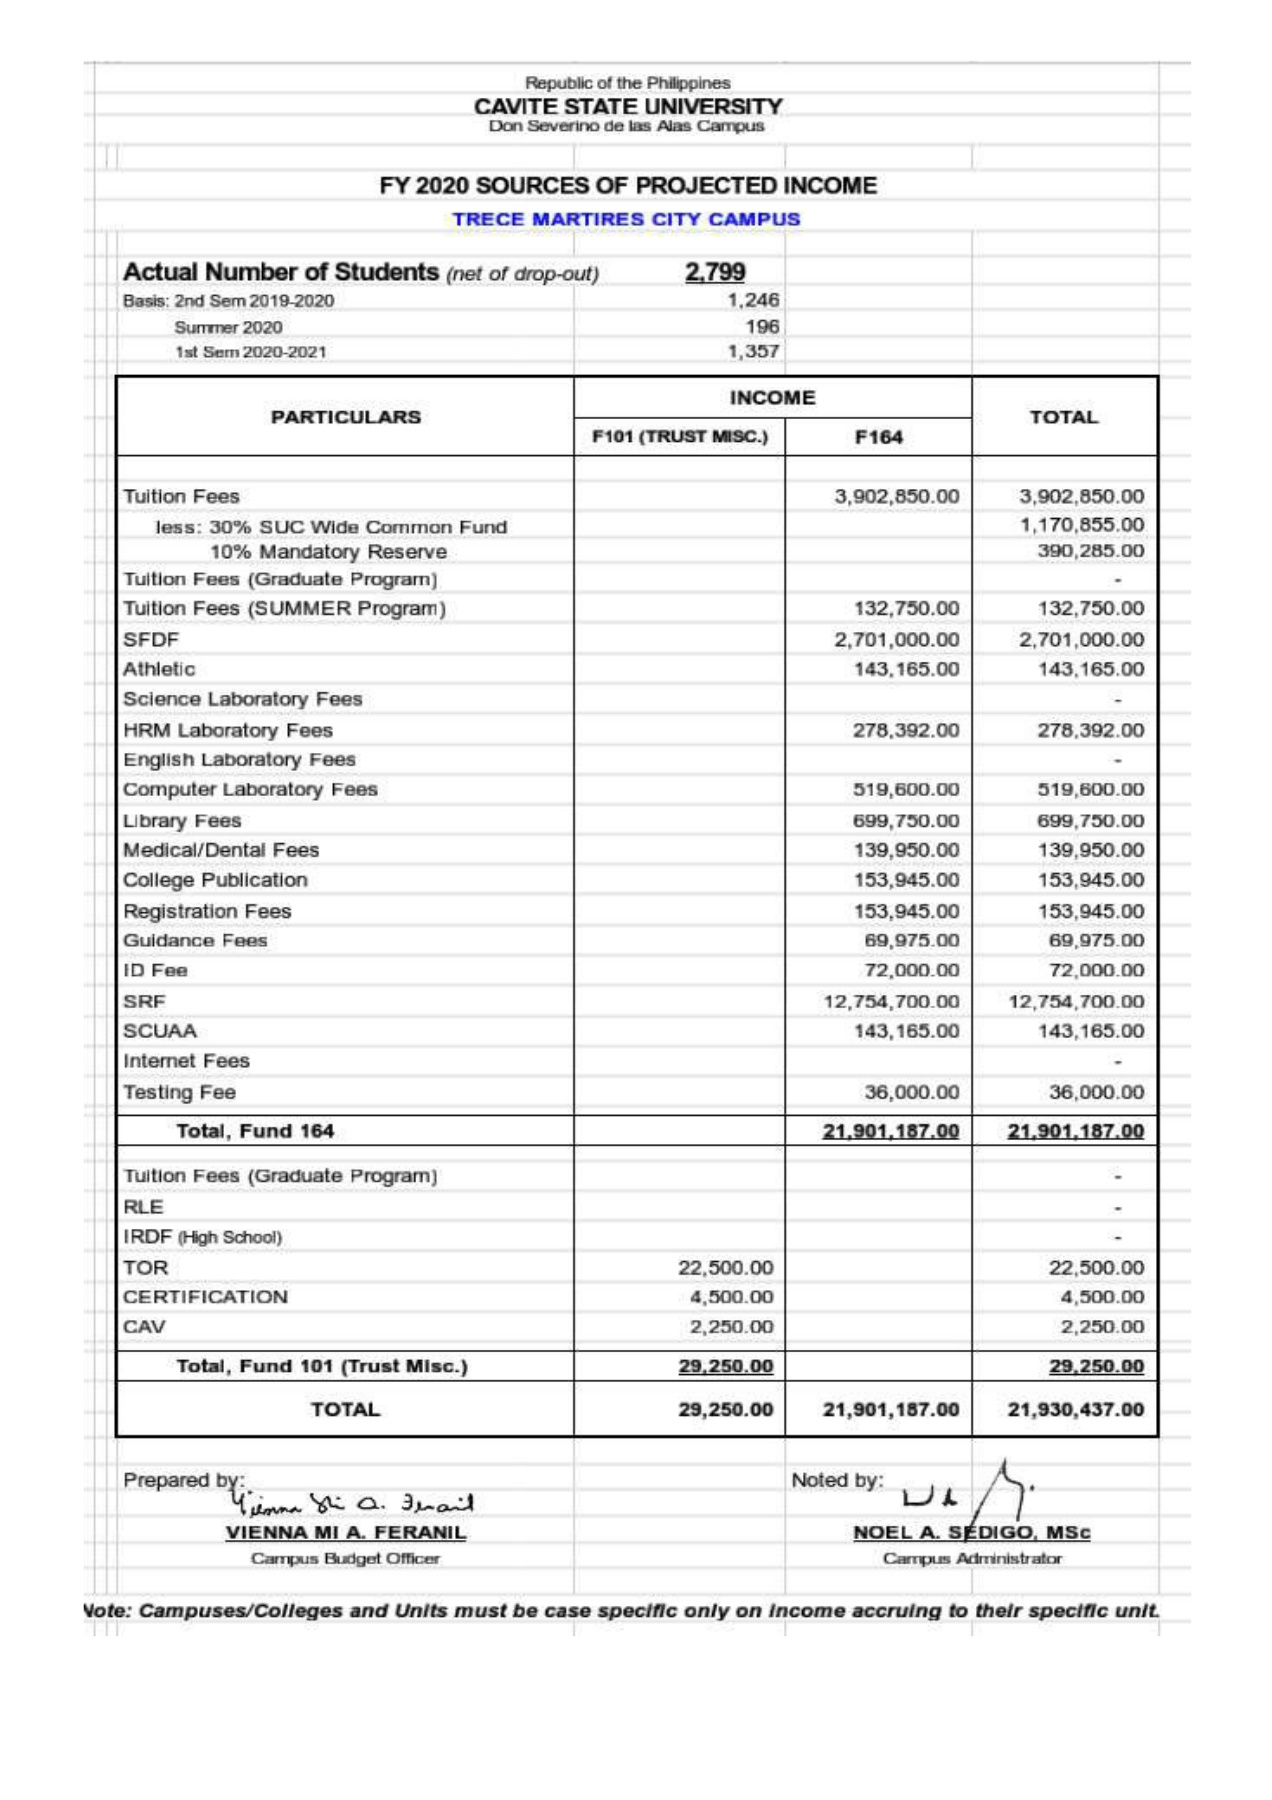 Republic of the Philippines
CAVITE STATE UNIVERSITY
Don Severino de las Alas Campus
FY 2020 SOURCES OF PROJECTED INCOME
TRECE MARTIRES CITY CAMPUS
Actual Number of Students (net of drop-out) 2,799
Basis: 2nd Sem 2019-2020 1,246
Summer 2020 196
1st Sem 2020-2021 1,357
PARTICULARS INCOME TOTAL
F101 (TRUST MISC.) F164
Tuition Fees 3,902,850.00 3,902,850.00
less: 30% SUC Wide Common Fund 1,170,855.00
10% Mandatory Reserve 390,285.00
Tuition Fees (Graduate Program) -
Tuition Fees (SUMMER Program) 132,750.00 132,750.00
SFDF 2,701,000.00 2,701,000.00
Athletic 143,165.00 143,165.00
Science Laboratory Fees -
HRM Laboratory Fees 278,392.00 278,392.00
English Laboratory Fees -
Computer Laboratory Fees 519,600.00 519,600.00
Library Fees 699,750.00 699,750.00
Medical/Dental Fees 139,950.00 139,950.00
College Publication 153,945.00 153,945.00
Registration Fees 153,945.00 153,945.00
Guidance Fees 69,975.00 69,975.00
ID Fee 72,000.00 72,000.00
SRF 12,754,700.00 12,754,700.00
SCUAA 143,165.00 143,165.00
Internet Fees -
Testing Fee 36,000.00 36,000.00
Total, Fund 164 21,901,187.00 21,901,187.00
Tuition Fees (Graduate Program) -
RLE -
IRDF (High School) -
TOR 22,500.00 22,500.00
CERTIFICATION 4,500.00 4,500.00
CAV 2,250.00 2,250.00
Total, Fund 101 (Trust Misc.) 29,250.00 29,250.00
TOTAL 29,250.00 21,901,187.00 21,930,437.00
Prepared by: Noted by:
Vienna Mi A. Feranil
VIENNA MI A. FERANIL NOEL A. SEDIGO, MSc
Campus Budget Officer Campus Administrator
Note: Campuses/Colleges and Units must be case specific only on income accruing to their specific unit.